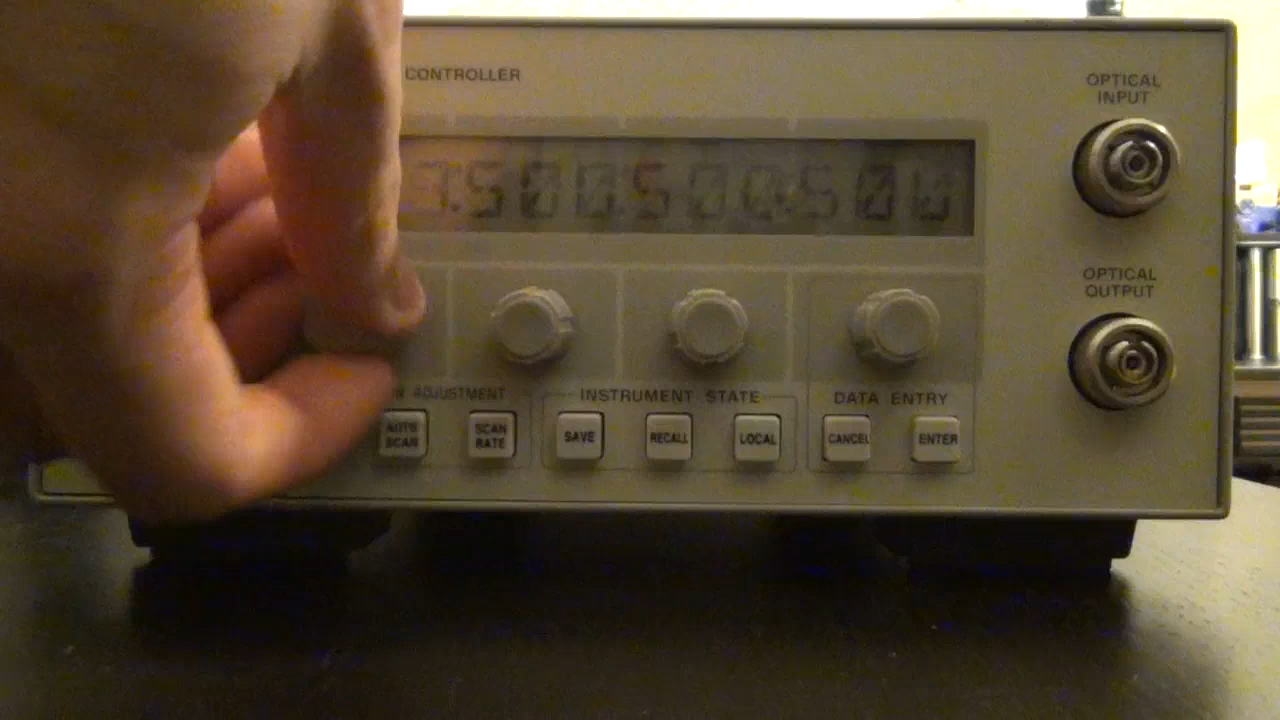 CONTROLLER
OPTICAL
INPUT
OPTICAL
OUTPUT
ADJUSTMENT
INSTRUMENT STATE
DATA ENTRY
AUTO
SCAN
SCAN
RATE
SAVE
RECALL
LOCAL
CANCEL
ENTER